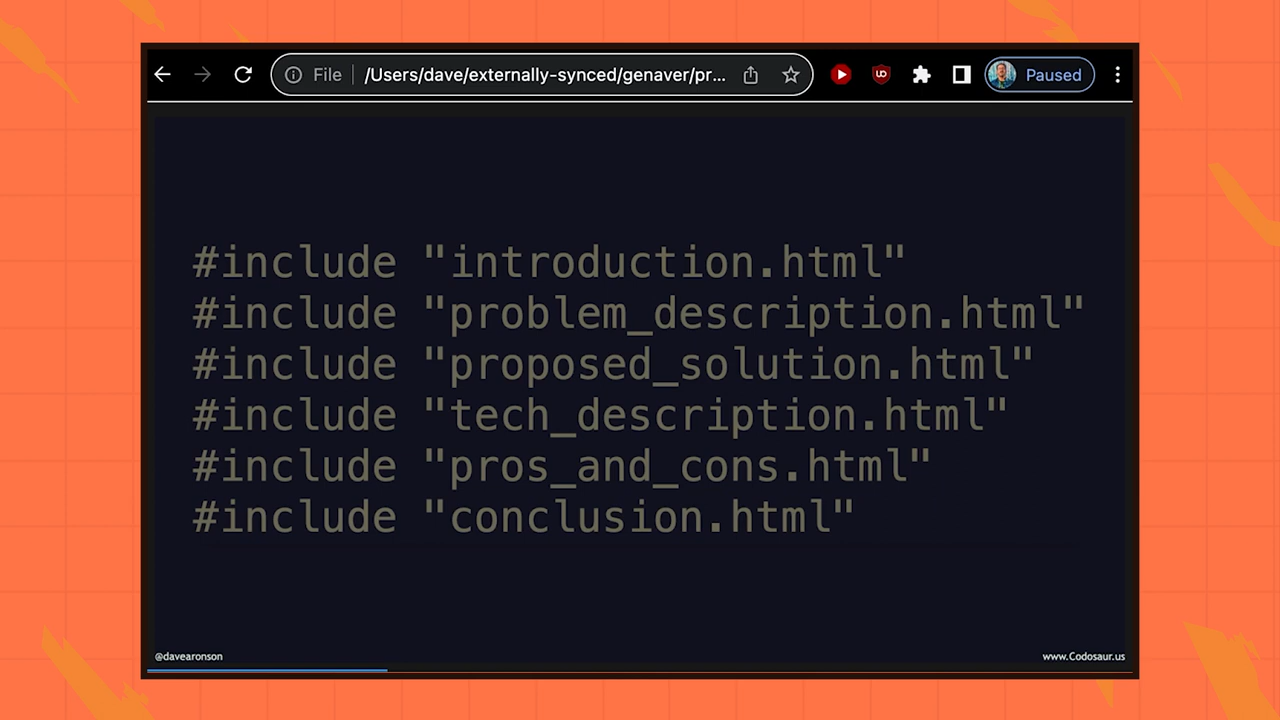 File /Users/dave/externally-synced/genaver/pr... Paused
#include "introduction.html"
#include "problem_description.html"
#include "proposed_solution.html"
#include "tech_description.html"
#include "pros_and_cons.html"
#include "conclusion.html"
@davearonson www.Codosaur.us